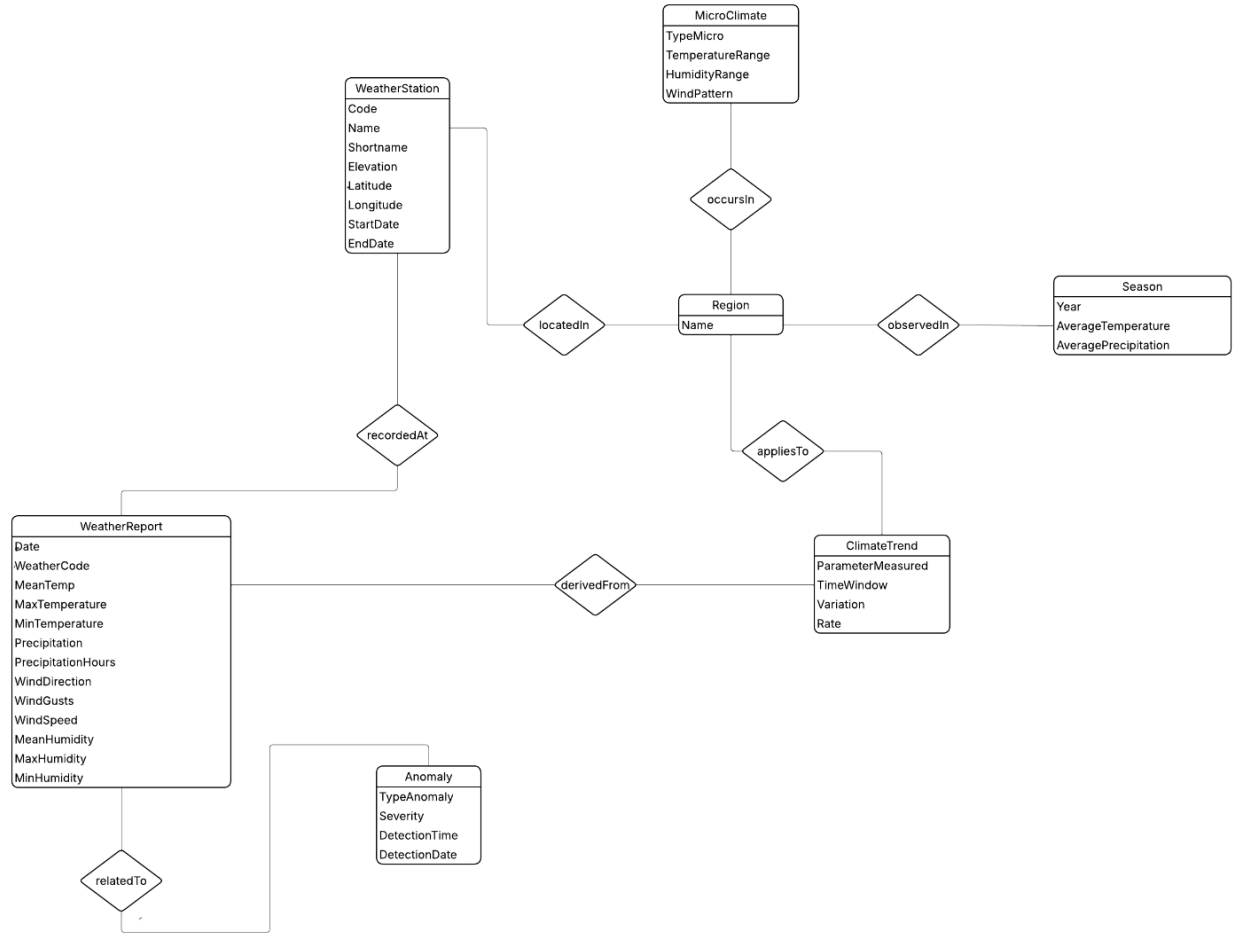 MicroClimate
TypeMicro
TemperatureRange
HumidityRange
WindPattern
WeatherStation
Code
Name
Shortname
Elevation
Latitude
Longitude
StartDate
EndDate
occursIn
locatedIn
Region
Name
observedIn
Season
Year
AverageTemperature
AveragePrecipitation
recordedAt
appliesTo
WeatherReport
Date
WeatherCode
MeanTemp
MaxTemperature
MinTemperature
Precipitation
PrecipitationHours
WindDirection
WindGusts
WindSpeed
MeanHumidity
MaxHumidity
MinHumidity
derivedFrom
ClimateTrend
ParameterMeasured
TimeWindow
Variation
Rate
Anomaly
TypeAnomaly
Severity
DetectionTime
DetectionDate
relatedTo